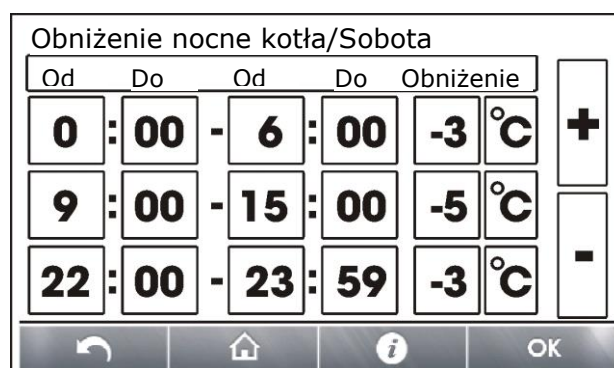 Obniżenie nocne kotła/Sobota
Od Do Od Do Obniżenie
0 : 00 - 6 : 00 -3 °C +
9 : 00 - 15 : 00 -5 °C
22 : 00 - 23 : 59 -3 °C -
i OK